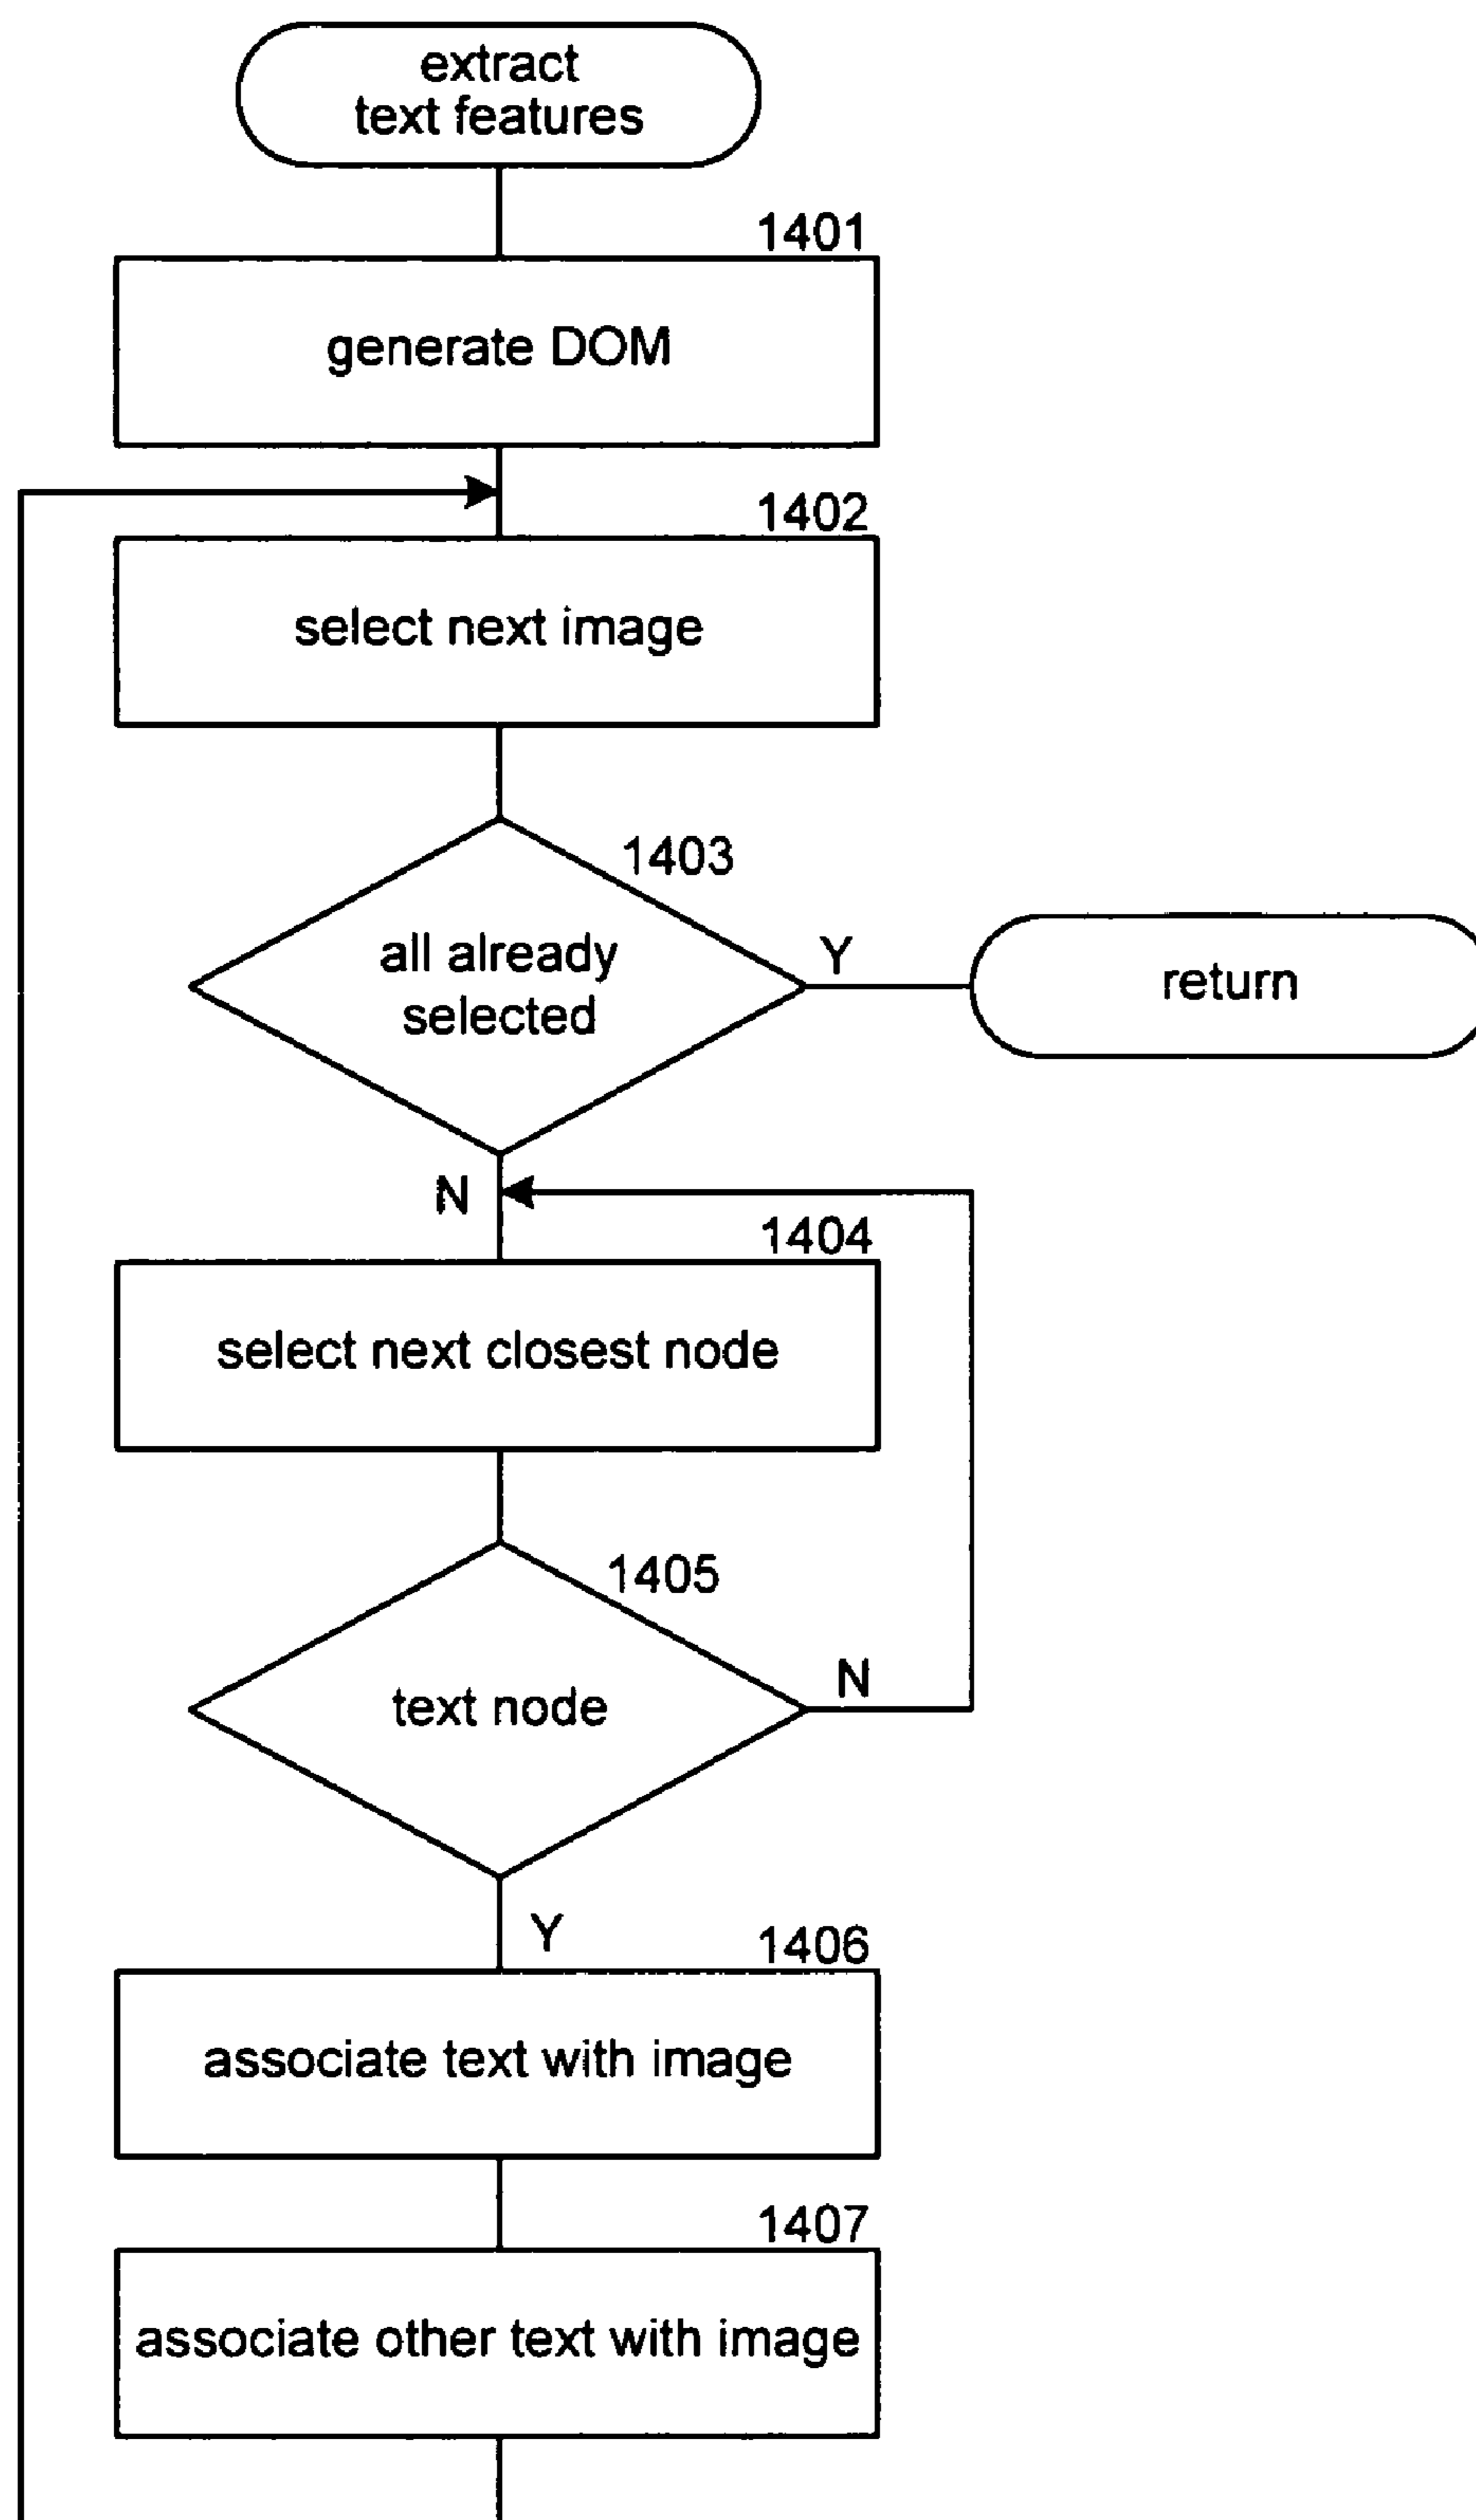 extract
text features
1401
generate DOM
1402
select next image
1403
all already
selected
Y
return
N
1404
select next closest node
1405
text node
N
Y
1406
associate text with image
1407
associate other text with image